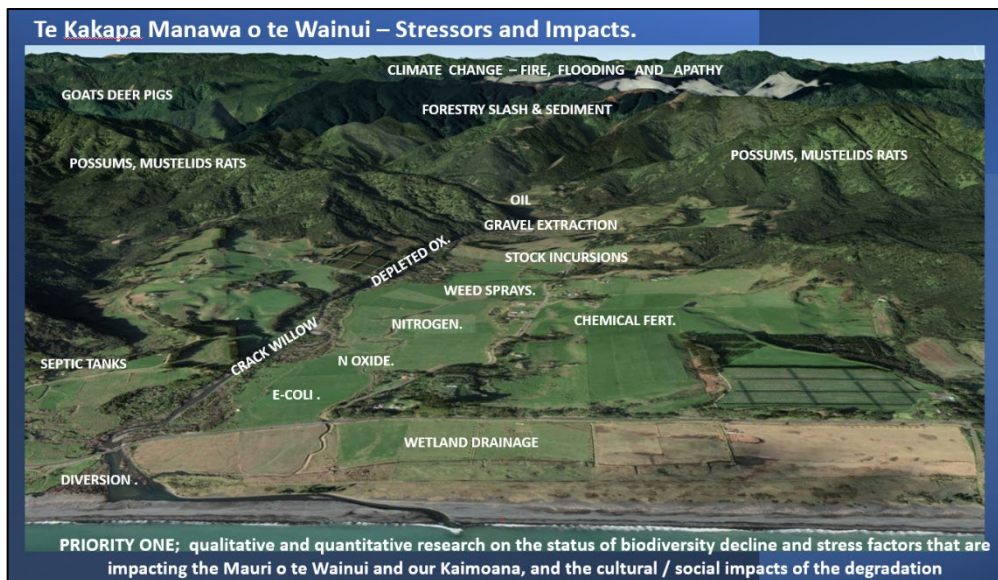 Te Kakapa Manawa o te Wainui – Stressors and Impacts.
CLIMATE CHANGE – FIRE, FLOODING AND APATHY
GOATS DEER PIGS
FORESTRY SLASH & SEDIMENT
POSSUMS, MUSTELIDS RATS
POSSUMS, MUSTELIDS RATS
OIL
GRAVEL EXTRACTION
DEPLETED OX.
STOCK INCURSIONS
WEED SPRAYS.
NITROGEN.
CHEMICAL FERT.
CRACK WILLOW
SEPTIC TANKS
N OXIDE.
E-COLI .
WETLAND DRAINAGE
DIVERSION .
PRIORITY ONE; qualitative and quantitative research on the status of biodiversity decline and stress factors that are
impacting the Mauri o te Wainui and our Kaimoana, and the cultural / social impacts of the degradation